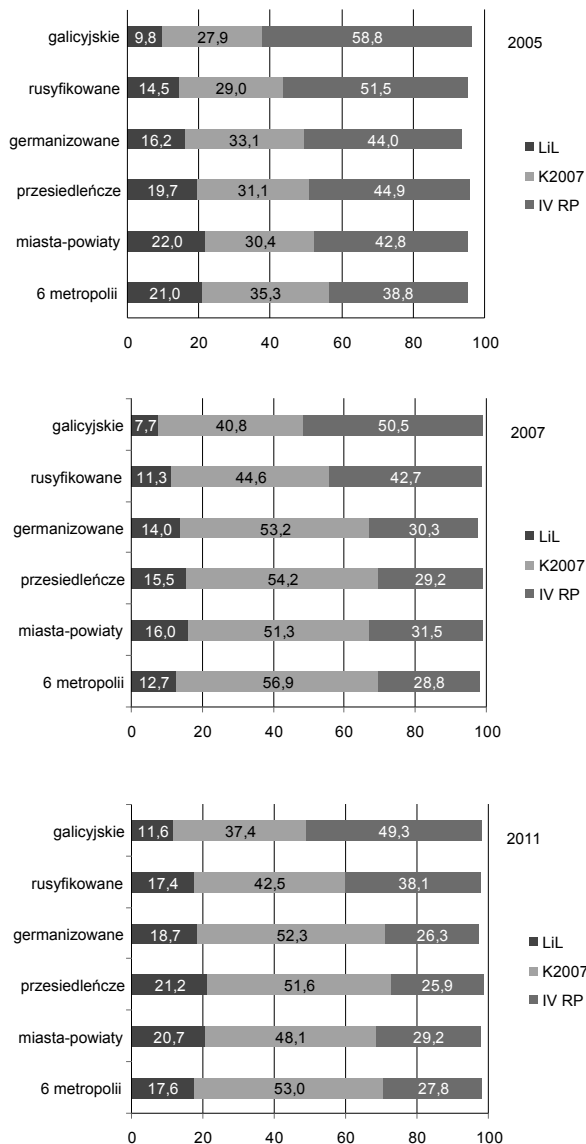 galicyjskie 9,8 27,9 58,8 2005
rusyfikowane 14,5 29,0 51,5
germanizowane 16,2 33,1 44,0
przesiedleńcze 19,7 31,1 44,9
miasta-powiaty 22,0 30,4 42,8
6 metropolii 21,0 35,3 38,8
LiL
K2007
IV RP
0 20 40 60 80 100
galicyjskie 7,7 40,8 50,5 2007
rusyfikowane 11,3 44,6 42,7
germanizowane 14,0 53,2 30,3
przesiedleńcze 15,5 54,2 29,2
miasta-powiaty 16,0 51,3 31,5
6 metropolii 12,7 56,9 28,8
LiL
K2007
IV RP
0 20 40 60 80 100
galicyjskie 11,6 37,4 49,3 2011
rusyfikowane 17,4 42,5 38,1
germanizowane 18,7 52,3 26,3
przesiedleńcze 21,2 51,6 25,9
miasta-powiaty 20,7 48,1 29,2
6 metropolii 17,6 53,0 27,8
LiL
K2007
IV RP
0 20 40 60 80 100